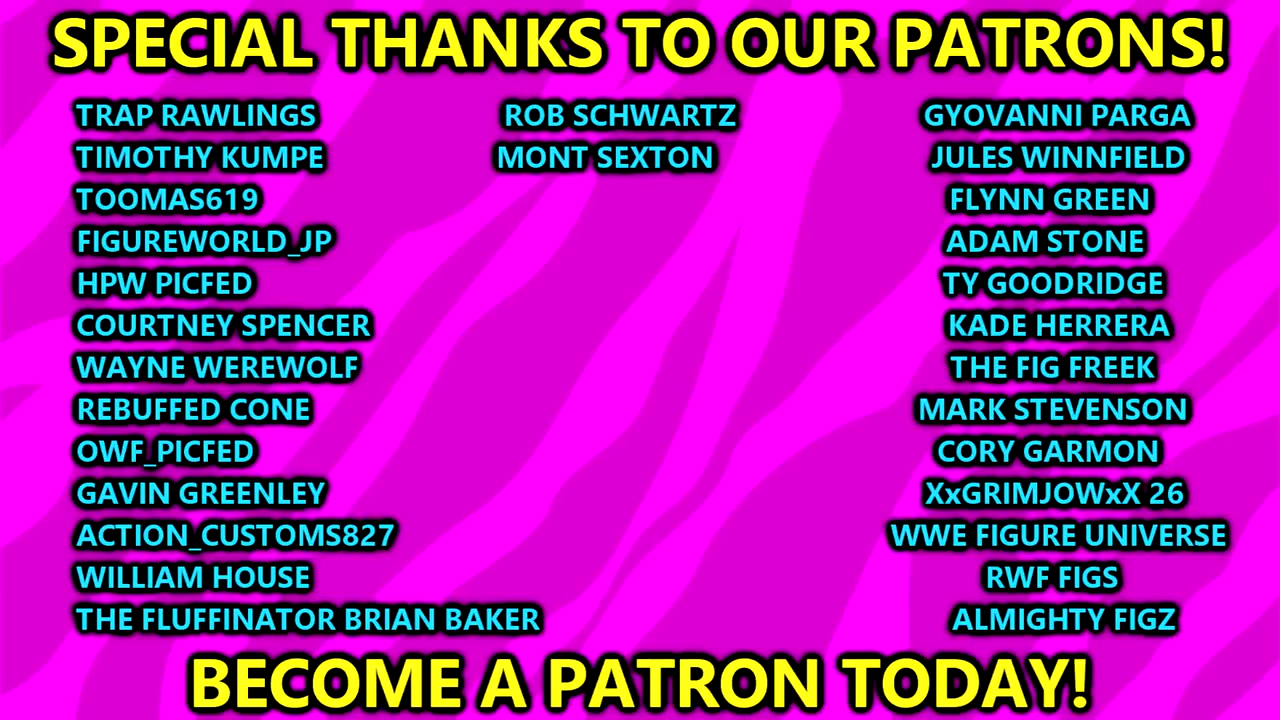 SPECIAL THANKS TO OUR PATRONS!
TRAP RAWLINGS
TIMOTHY KUMPE
TOOMAS619
FIGUREWORLD_JP
HPW PICFED
COURTNEY SPENCER
WAYNE WEREWOLF
REBUFFED CONE
OWF_PICFED
GAVIN GREENLEY
ACTION_CUSTOMS827
WILLIAM HOUSE
THE FLUFFINATOR BRIAN BAKER
ROB SCHWARTZ
MONT SEXTON
GYOVANNI PARGA
JULES WINNFIELD
FLYNN GREEN
ADAM STONE
TY GOODRIDGE
KADE HERRERA
THE FIG FREEK
MARK STEVENSON
CORY GARMON
XxGRIMJOWxX 26
WWE FIGURE UNIVERSE
RWF FIGS
ALMIGHTY FIGZ
BECOME A PATRON TODAY!